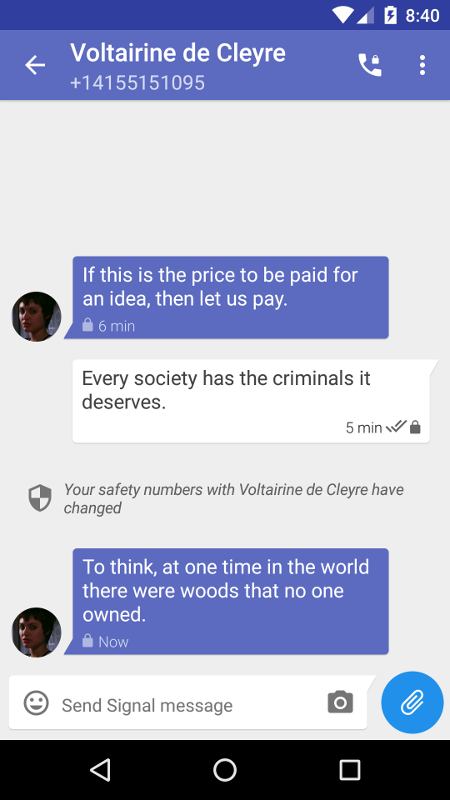 8:40
Voltairine de Cleyre
+14155151095
If this is the price to be paid for
an idea, then let us pay.
6 min
Every society has the criminals it
deserves.
5 min
Your safety numbers with Voltairine de Cleyre have
changed
To think, at one time in the world
there were woods that no one
owned.
Now
Send Signal message